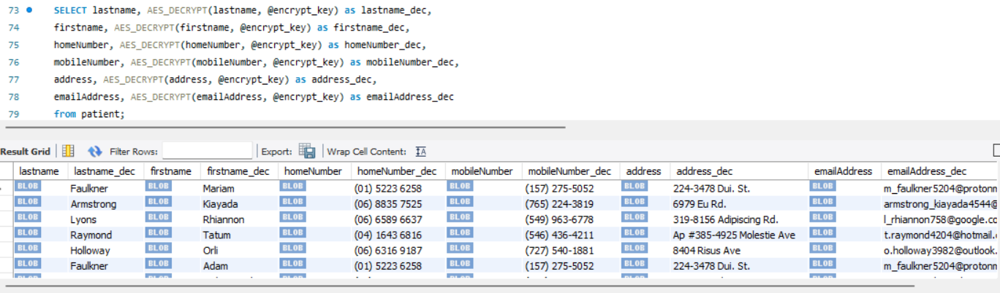 73 SELECT lastname, AES_DECRYPT(lastname, @encrypt_key) as lastname_dec,
74 firstname, AES_DECRYPT(firstname, @encrypt_key) as firstname_dec,
75 homeNumber, AES_DECRYPT(homeNumber, @encrypt_key) as homeNumber_dec,
76 mobileNumber, AES_DECRYPT(mobileNumber, @encrypt_key) as mobileNumber_dec,
77 address, AES_DECRYPT(address, @encrypt_key) as address_dec,
78 emailAddress, AES_DECRYPT(emailAddress, @encrypt_key) as emailAddress_dec
79 from patient;
Result Grid Filter Rows: Export: Wrap Cell Content: IA
lastname lastname_dec firstname firstname_dec homeNumber homeNumber_dec mobileNumber mobileNumber_dec address address_dec emailAddress emailAddress_dec
BLOB Faulkner BLOB Mariam BLOB (01) 5223 6258 BLOB (157) 275-5052 BLOB 224-3478 Dui. St. BLOB m_faulkner5204@protonm
BLOB Armstrong BLOB Kiayada BLOB (06) 8835 7525 BLOB (765) 224-3819 BLOB 6979 Eu Rd. BLOB armstrong_kiayada4544@
BLOB Lyons BLOB Rhiannon BLOB (06) 6589 6637 BLOB (549) 963-6778 BLOB 319-8156 Adipiscing Rd. BLOB l_rhiannon758@google.co
BLOB Raymond BLOB Tatum BLOB (04) 1643 6816 BLOB (546) 436-4211 BLOB Ap #385-4925 Molestie Ave BLOB t.raymond4204@hotmail.
BLOB Holloway BLOB Orli BLOB (06) 6316 9187 BLOB (727) 540-1881 BLOB 8404 Risus Ave BLOB o.holloway3982@outlook.
BLOB Faulkner BLOB Adam BLOB (01) 5223 6258 BLOB (157) 275-5052 BLOB 224-3478 Dui. St. BLOB m_faulkner5204@protonm